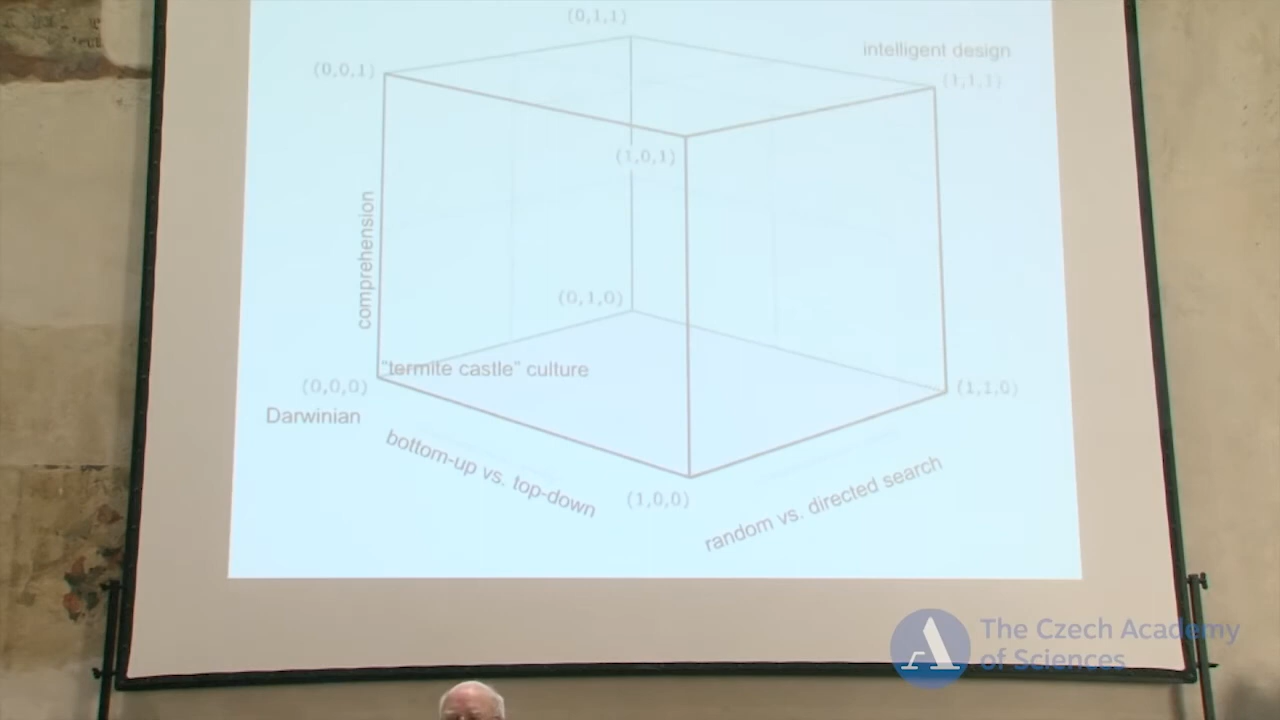 (0,1,1)
intelligent design
(0,0,1)
(1,1,1)
(1,0,1)
comprehension
(0,1,0)
"termite castle" culture
(0,0,0)
(1,1,0)
Darwinian
bottom-up vs. top-down
(1,0,0)
random vs. directed search
The Czech Academy
of Sciences